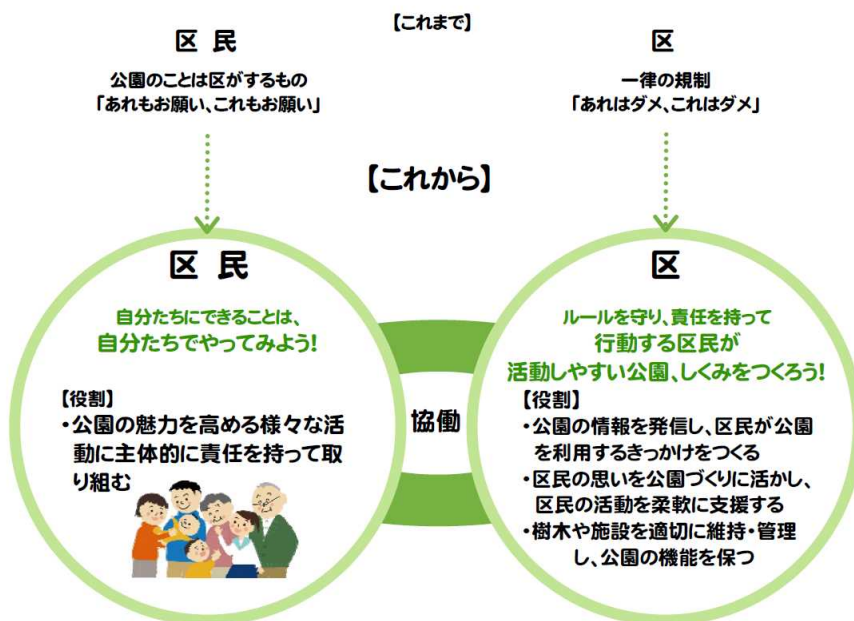 【これまで】
区 民
公園のことは区がするもの
「あれもお願い、これもお願い」
区
一律の規制
「あれはダメ、これはダメ」
【これから】
区 民
自分たちにできることは、
自分たちでやってみよう!
【役割】
・公園の魅力を高める様々な活
動に主体的に責任を持って取
り組む
協働
区
ルールを守り、責任を持って
行動する区民が
活動しやすい公園、しくみをつくろう!
【役割】
・公園の情報を発信し、区民が公園
を利用するきっかけをつくる
・区民の思いを公園づくりに活かし、
区民の活動を柔軟に支援する
・樹木や施設を適切に維持・管理
し、公園の機能を保つ